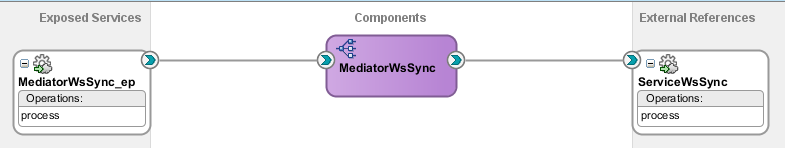 Exposed Services
Components
External References
MediatorWsSync_ep
Operations:
process
MediatorWsSync
ServiceWsSync
Operations:
process